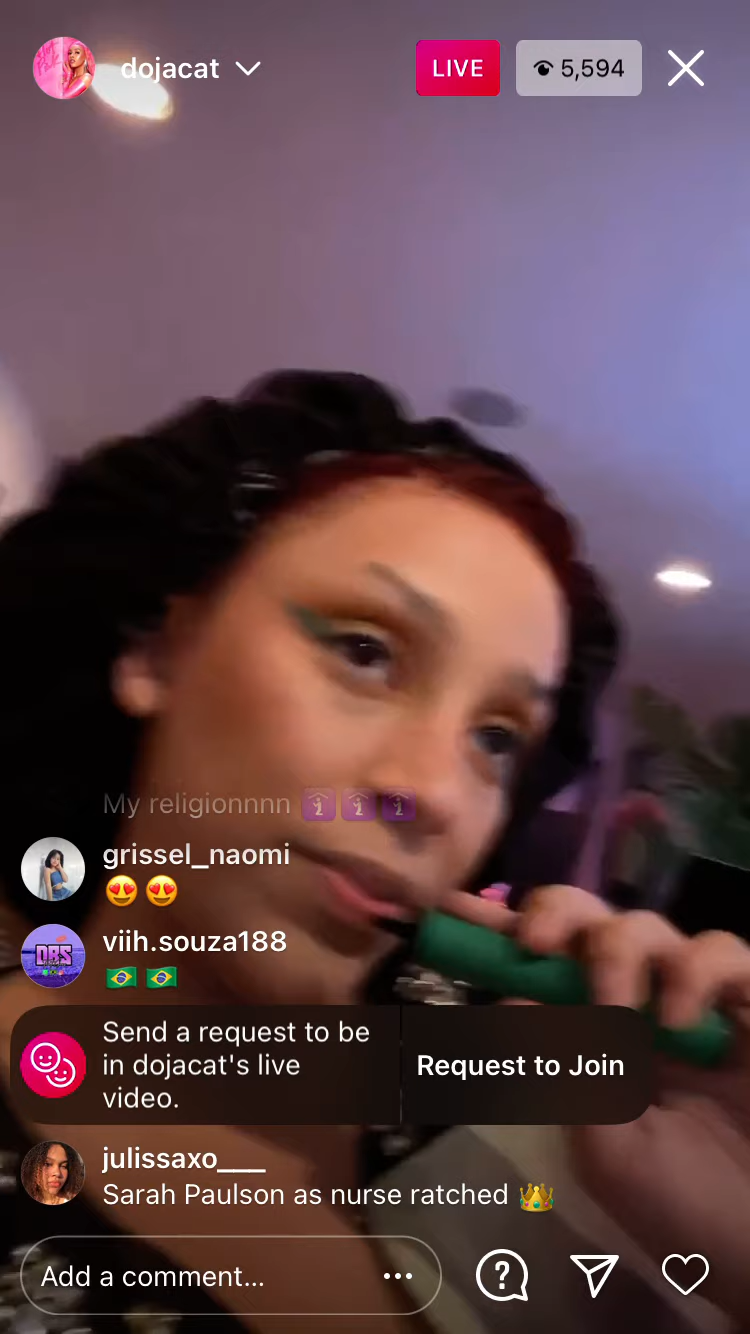 dojacat
LIVE
5,594
My religionnnn 🛐🛐🛐
grissel_naomi
😍😍
viih.souza188
DBS
🇧🇷🇧🇷
Send a request to be
in dojacat's live
video.
Request to Join
julissaxo___
Sarah Paulson as nurse ratched 👑
Add a comment...